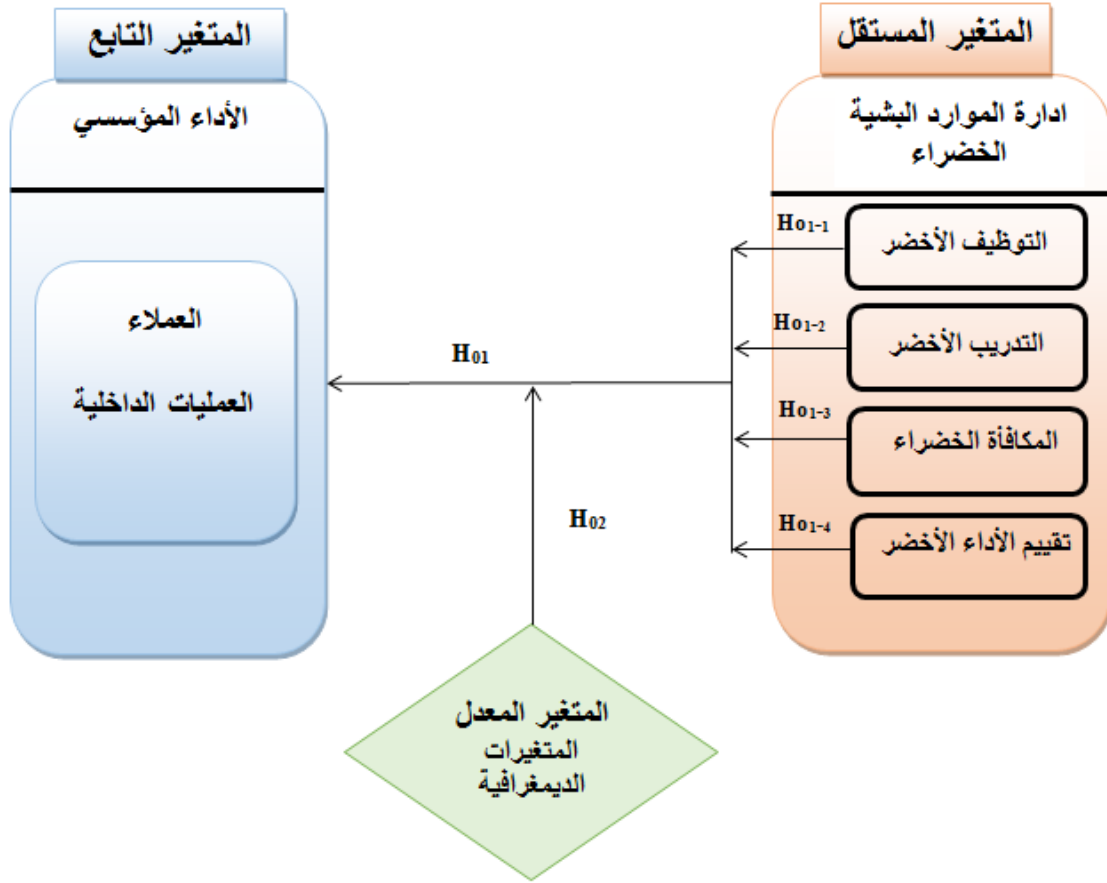 المتغير المستقل
ادارة الموارد البشية
الخضراء
Ho1-1
التوظيف الأخضر
Ho1-2
التدريب الأخضر
Ho1-3
المكافأة الخضراء
Ho1-4
تقييم الأداء الأخضر
H01
H02
المتغير المعدل
المتغيرات
الديمغرافية
المتغير التابع
الأداء المؤسسي
العملاء
العمليات الداخلية